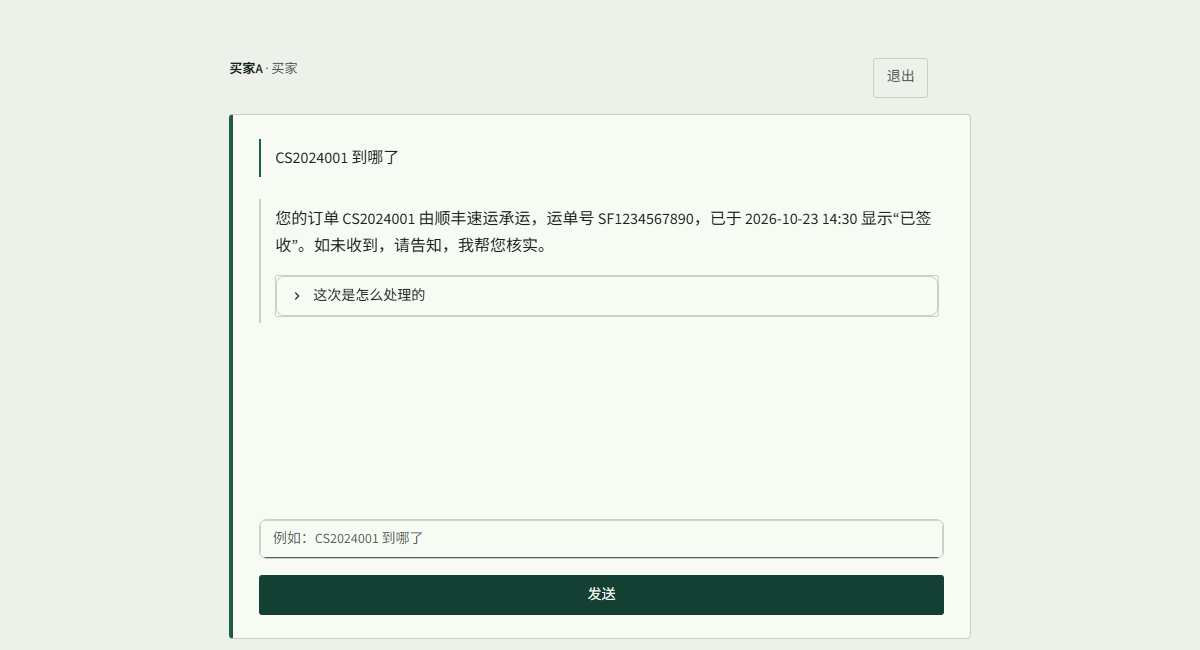 买家A · 买家
退出
CS2024001 到哪了
您的订单 CS2024001 由顺丰速运承运，运单号 SF1234567890，已于 2026-10-23 14:30 显示“已签
收”。如未收到，请告知，我帮您核实。
这次是怎么处理的
例如：CS2024001 到哪了
发送